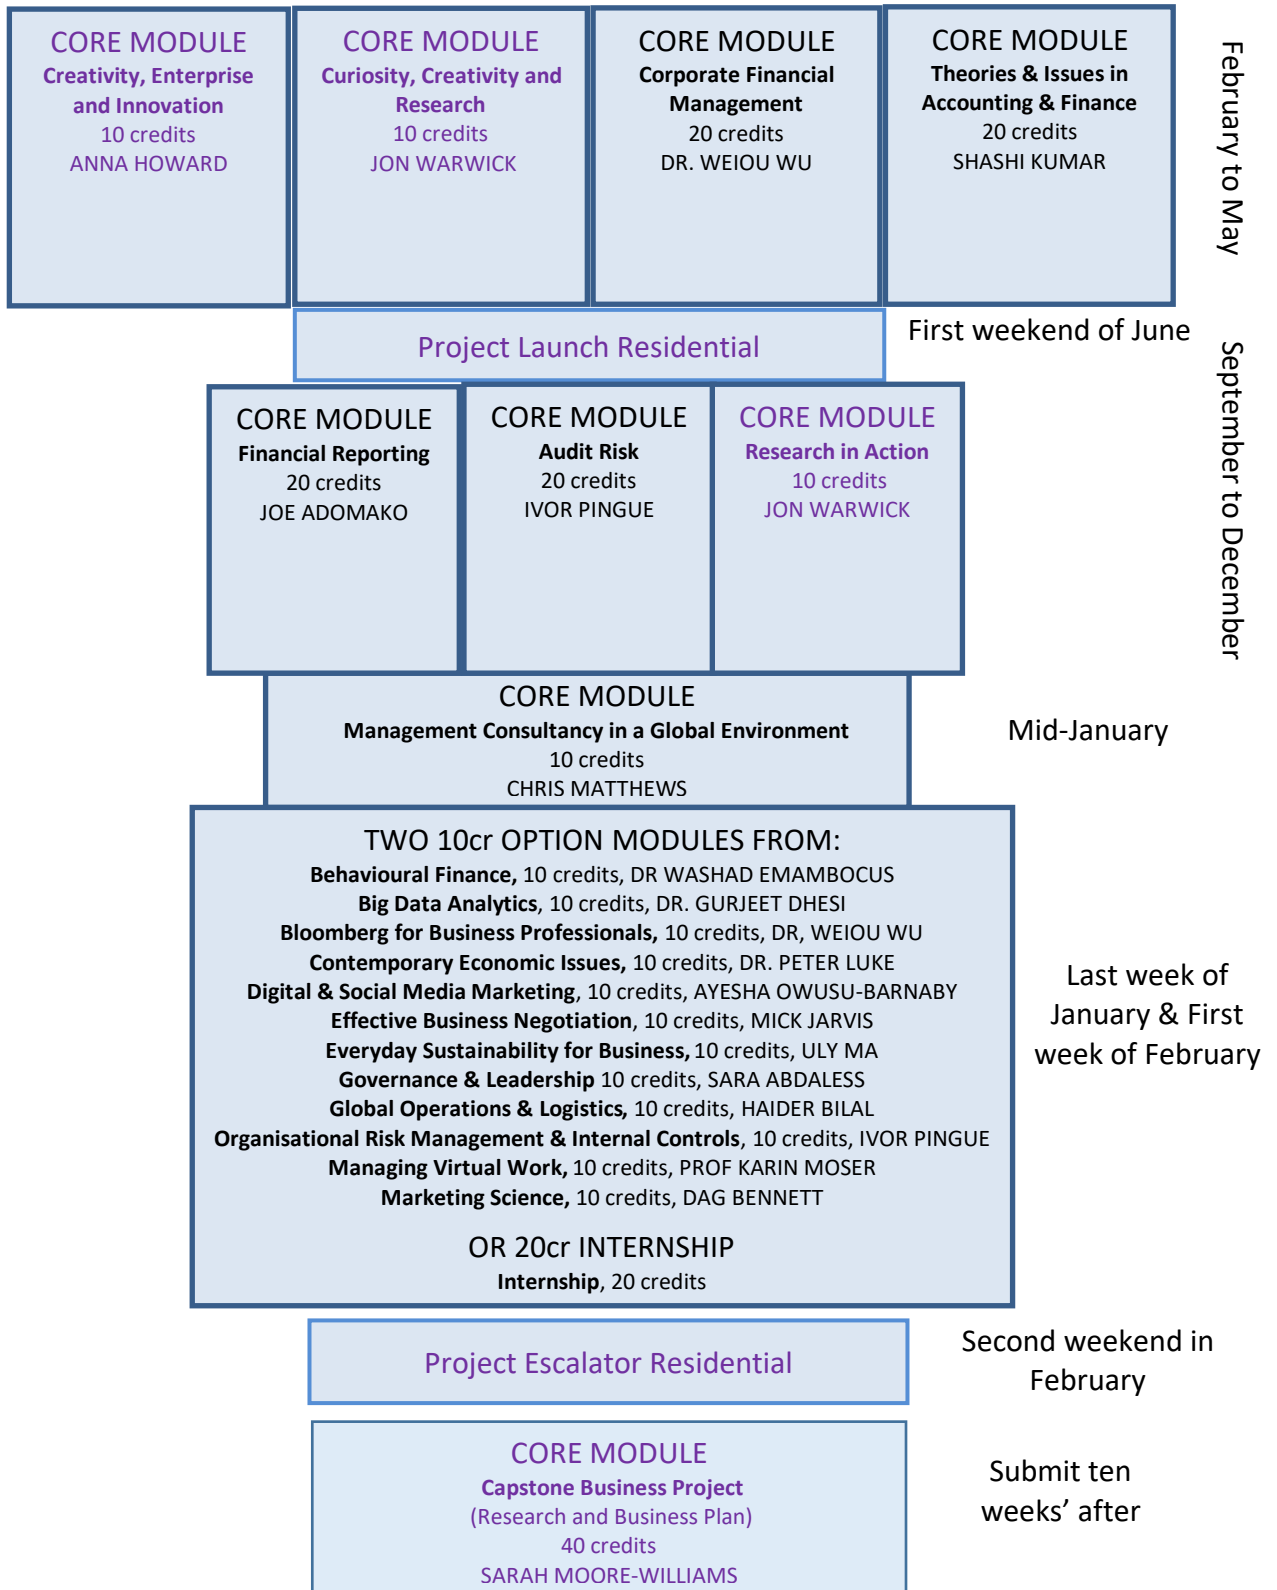 CORE MODULE
Creativity, Enterprise
and Innovation
10 credits
ANNA HOWARD
CORE MODULE
Curiosity, Creativity and
Research
10 credits
JON WARWICK
CORE MODULE
Corporate Financial
Management
20 credits
DR. WEIOU WU
CORE MODULE
Theories & Issues in
Accounting & Finance
20 credits
SHASHI KUMAR
February to May
Project Launch Residential
First weekend of June
CORE MODULE
Financial Reporting
20 credits
JOE ADOMAKO
CORE MODULE
Audit Risk
20 credits
IVOR PINGUE
CORE MODULE
Research in Action
10 credits
JON WARWICK
September to December
CORE MODULE
Management Consultancy in a Global Environment
10 credits
CHRIS MATTHEWS
Mid-January
TWO 10cr OPTION MODULES FROM:
Behavioural Finance, 10 credits, DR WASHAD EMAMBOCUS
Big Data Analytics, 10 credits, DR. GURJEET DHESI
Bloomberg for Business Professionals, 10 credits, DR, WEIOU WU
Contemporary Economic Issues, 10 credits, DR. PETER LUKE
Digital & Social Media Marketing, 10 credits, AYESHA OWUSU-BARNABY
Effective Business Negotiation, 10 credits, MICK JARVIS
Everyday Sustainability for Business, 10 credits, ULY MA
Governance & Leadership 10 credits, SARA ABDALESS
Global Operations & Logistics, 10 credits, HAIDER BILAL
Organisational Risk Management & Internal Controls, 10 credits, IVOR PINGUE
Managing Virtual Work, 10 credits, PROF KARIN MOSER
Marketing Science, 10 credits, DAG BENNETT
OR 20cr INTERNSHIP
Internship, 20 credits
Last week of
January & First
week of February
Project Escalator Residential
Second weekend in
February
CORE MODULE
Capstone Business Project
(Research and Business Plan)
40 credits
SARAH MOORE-WILLIAMS
Submit ten
weeks’ after